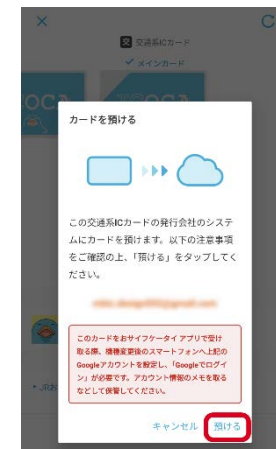 交通系ICカード
メインカード
カードを預ける
この交通系ICカードの発行会社のシステ
ムにカードを預けます。以下の注意事項
をご確認の上、「預ける」をタップしてく
ださい。
このカードをおサイフケータイ アプリで受け
取る際、機種変更後のスマートフォンへ上記の
Googleアカウントを設定し、「Googleでログイ
ン」が必要です。アカウント情報のメモを取る
などして保管してください。
キャンセル 預ける